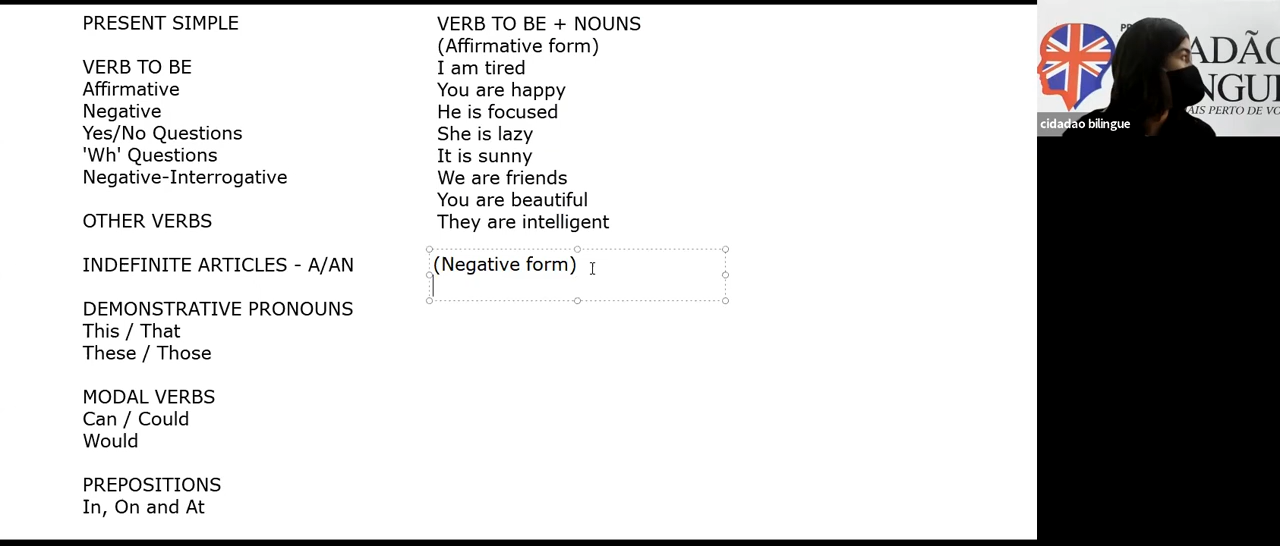 PRESENT SIMPLE
VERB TO BE
Affirmative
Negative
Yes/No Questions
'Wh' Questions
Negative-Interrogative
OTHER VERBS
INDEFINITE ARTICLES - A/AN
DEMONSTRATIVE PRONOUNS
This / That
These / Those
MODAL VERBS
Can / Could
Would
PREPOSITIONS
In, On and At
VERB TO BE + NOUNS
(Affirmative form)
I am tired
You are happy
He is focused
She is lazy
It is sunny
We are friends
You are beautiful
They are intelligent
(Negative form)
cidadao bilingue